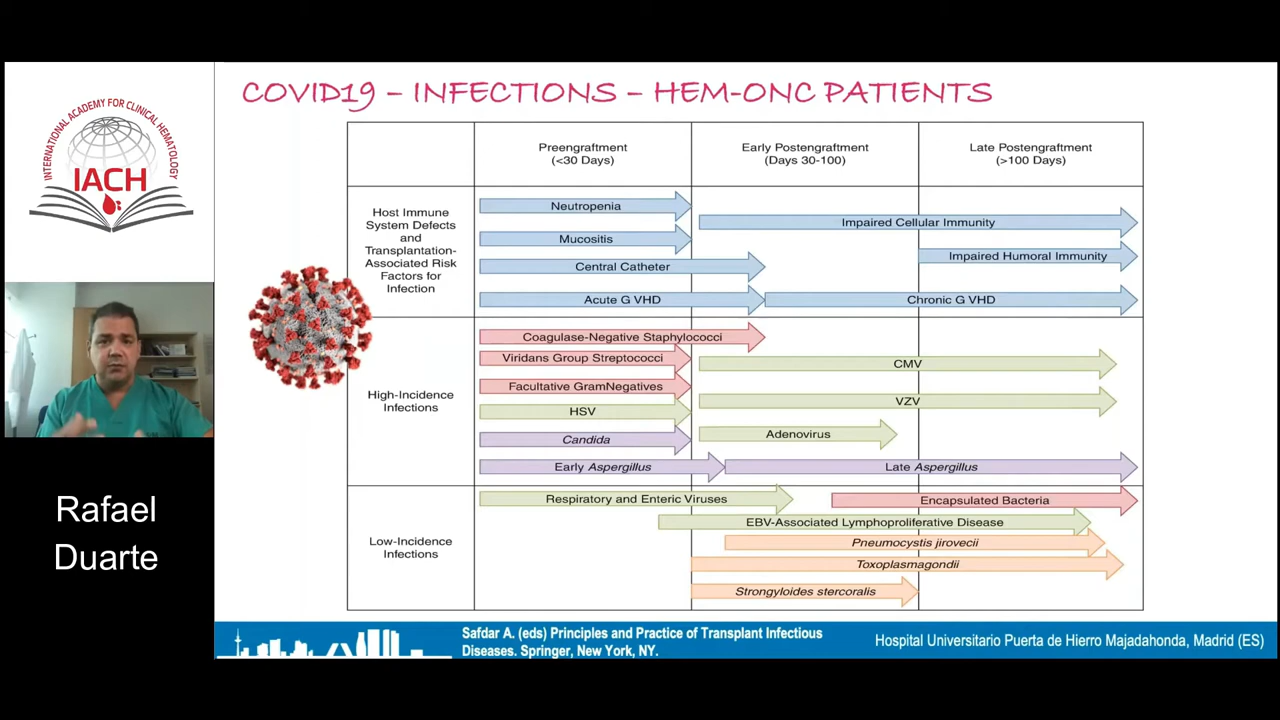 COVID19 – INFECTIONS – HEM-ONC PATIENTS
INTERNATIONAL ACADEMY FOR CLINICAL HEMATOLOGY
IACH
Rafael
Duarte
Preengraftment
(<30 Days)
Early Postengraftment
(Days 30-100)
Late Postengraftment
(>100 Days)
Host Immune
System Defects
and
Transplantation-
Associated Risk
Factors for
Infection
Neutropenia
Mucositis
Central Catheter
Acute G VHD
Impaired Cellular Immunity
Impaired Humoral Immunity
Chronic G VHD
High-Incidence
Infections
Coagulase-Negative Staphylococci
Viridans Group Streptococci
Facultative GramNegatives
HSV
Candida
Early Aspergillus
CMV
VZV
Adenovirus
Late Aspergillus
Low-Incidence
Infections
Respiratory and Enteric Viruses
Encapsulated Bacteria
EBV-Associated Lymphoproliferative Disease
Pneumocystis jirovecii
Toxoplasmagondii
Strongyloides stercoralis
Safdar A. (eds) Principles and Practice of Transplant Infectious
Diseases. Springer, New York, NY.
Hospital Universitario Puerta de Hierro Majadahonda, Madrid (ES)